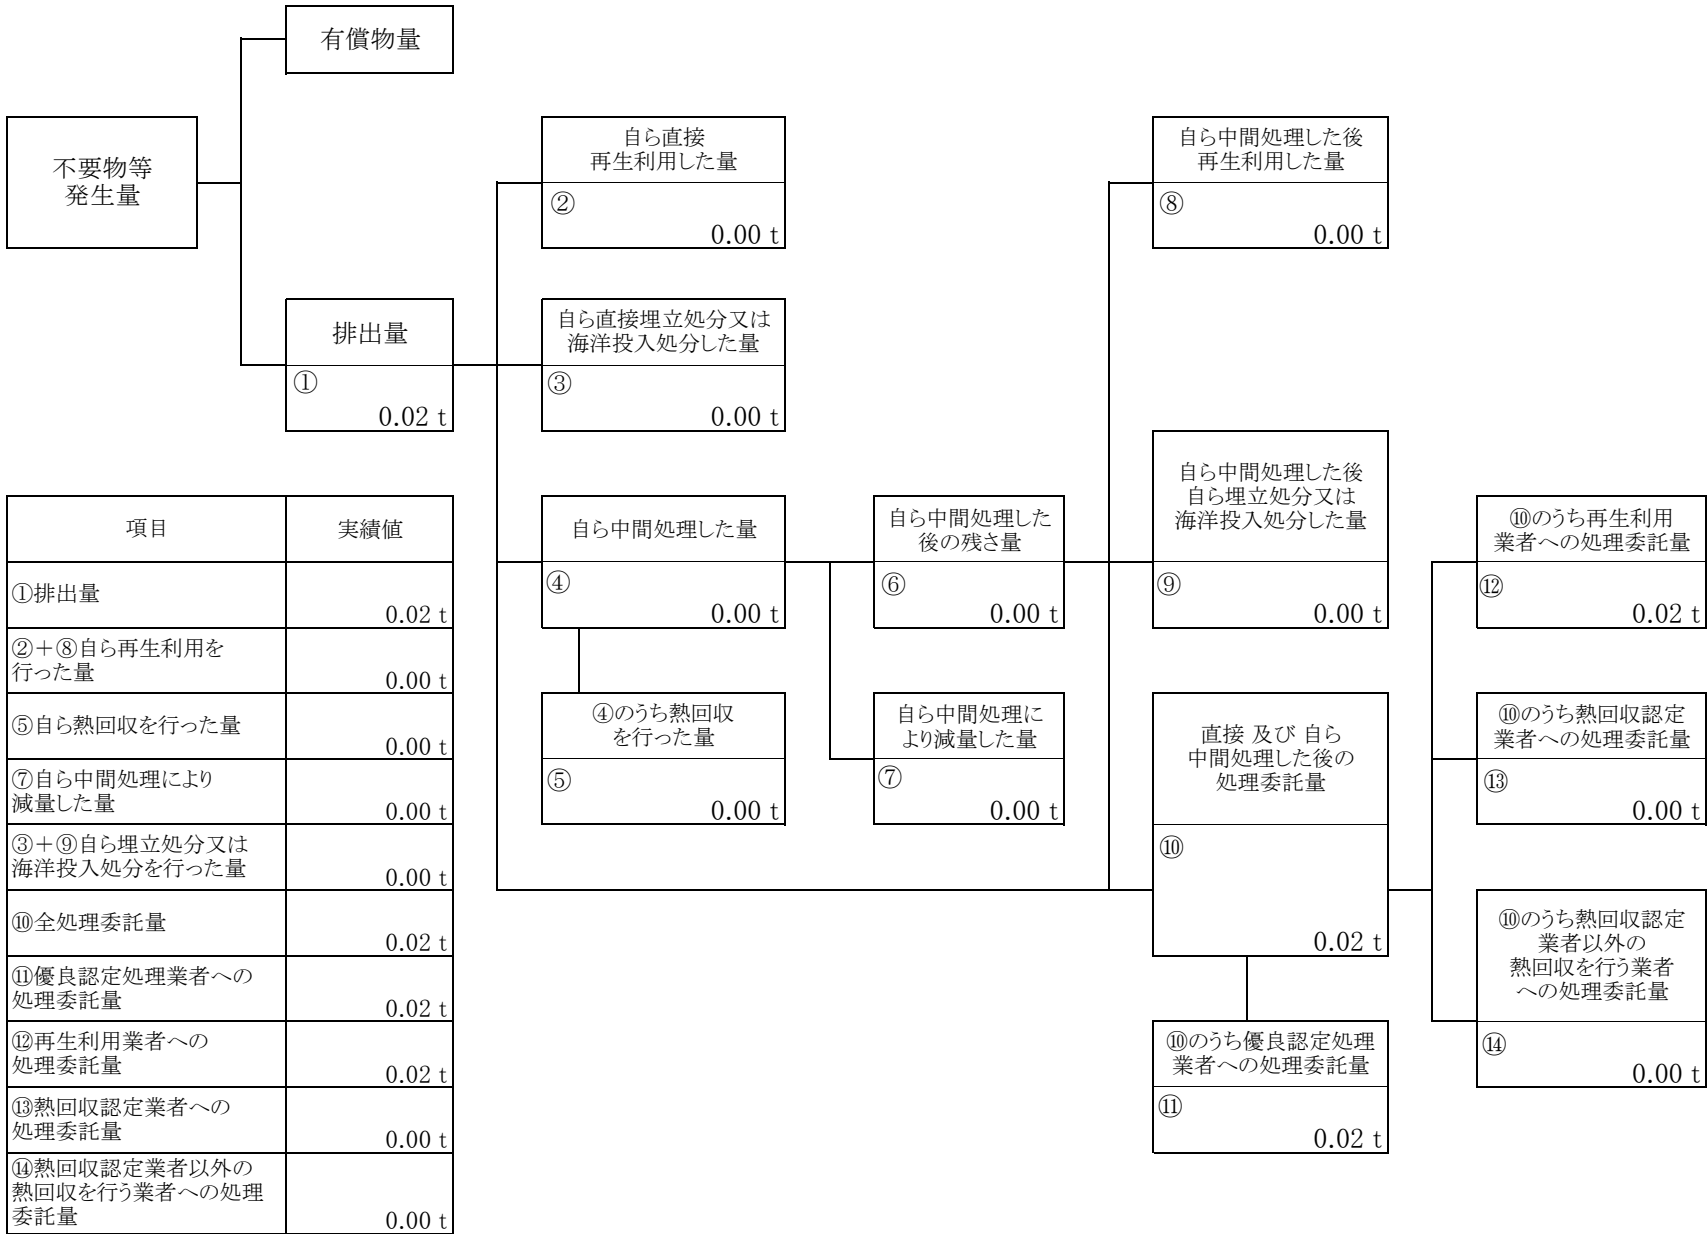 有償物量
不要物等
発生量
自ら直接
再生利用した量
②
0.00 t
自ら中間処理した後
再生利用した量
⑧
0.00 t
排出量
①
0.02 t
自ら直接埋立処分又は
海洋投入処分した量
③
0.00 t
自ら中間処理した量
④
0.00 t
自ら中間処理した
後の残さ量
⑥
0.00 t
自ら中間処理した後
自ら埋立処分又は
海洋投入処分した量
⑨
0.00 t
⑩のうち再生利用
業者への処理委託量
⑫
0.02 t
④のうち熱回収
を行った量
⑤
0.00 t
自ら中間処理に
より減量した量
⑦
0.00 t
直接 及び 自ら
中間処理した後の
処理委託量
⑩
0.02 t
⑩のうち熱回収認定
業者への処理委託量
⑬
0.00 t
⑩のうち熱回収認定
業者以外の
熱回収を行う業者
への処理委託量
⑭
0.00 t
⑩のうち優良認定処理
業者への処理委託量
⑪
0.02 t
項目 実績値
①排出量
0.02 t
②+⑧自ら再生利用を
行った量
0.00 t
⑤自ら熱回収を行った量
0.00 t
⑦自ら中間処理により
減量した量
0.00 t
③+⑨自ら埋立処分又は
海洋投入処分を行った量
0.00 t
⑩全処理委託量
0.02 t
⑪優良認定処理業者への
処理委託量
0.02 t
⑫再生利用業者への
処理委託量
0.02 t
⑬熱回収認定業者への
処理委託量
0.00 t
⑭熱回収認定業者以外の
熱回収を行う業者への処理
委託量
0.00 t